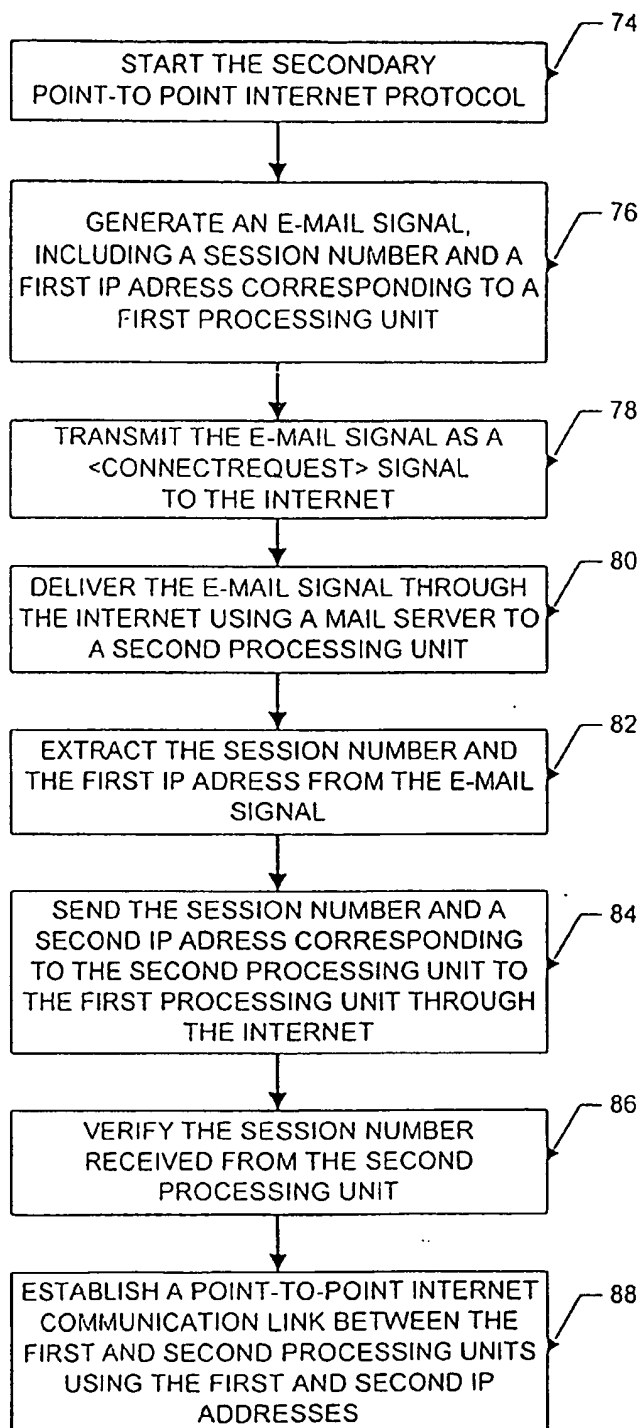 74
START THE SECONDARY
POINT-TO POINT INTERNET PROTOCOL
76
GENERATE AN E-MAIL SIGNAL,
INCLUDING A SESSION NUMBER AND A
FIRST IP ADRESS CORRESPONDING TO A
FIRST PROCESSING UNIT
78
TRANSMIT THE E-MAIL SIGNAL AS A
<CONNECTREQUEST> SIGNAL
TO THE INTERNET
80
DELIVER THE E-MAIL SIGNAL THROUGH
THE INTERNET USING A MAIL SERVER TO
A SECOND PROCESSING UNIT
82
EXTRACT THE SESSION NUMBER AND
THE FIRST IP ADRESS FROM THE E-MAIL
SIGNAL
84
SEND THE SESSION NUMBER AND A
SECOND IP ADRESS CORRESPONDING
TO THE SECOND PROCESSING UNIT TO
THE FIRST PROCESSING UNIT THROUGH
THE INTERNET
86
VERIFY THE SESSION NUMBER
RECEIVED FROM THE SECOND
PROCESSING UNIT
88
ESTABLISH A POINT-TO-POINT INTERNET
COMMUNICATION LINK BETWEEN THE
FIRST AND SECOND PROCESSING UNITS
USING THE FIRST AND SECOND IP
ADDRESSES